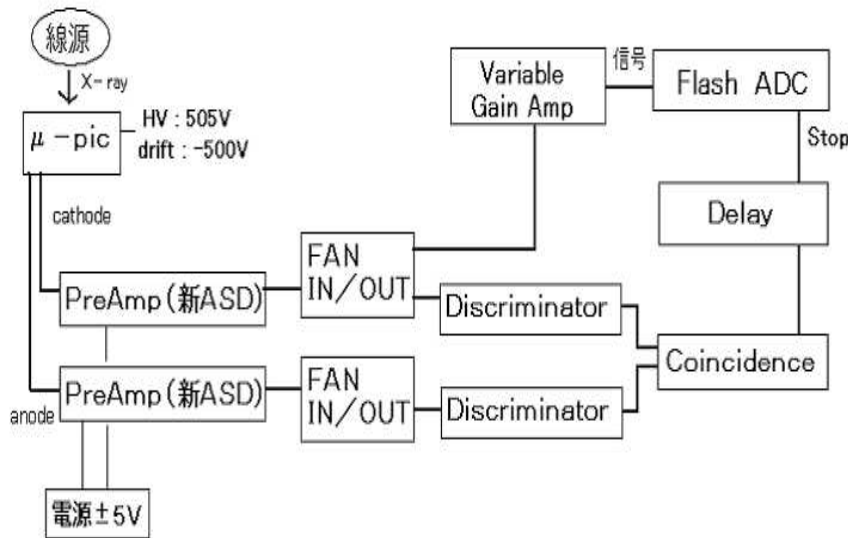 線源
X-ray
μ-pic
HV : 505V
drift : -500V
cathode
anode
PreAmp(新ASD)
PreAmp(新ASD)
電源±5V
FAN
IN/OUT
FAN
IN/OUT
Variable
Gain Amp
信号
Flash ADC
Stop
Delay
Discriminator
Discriminator
Coincidence